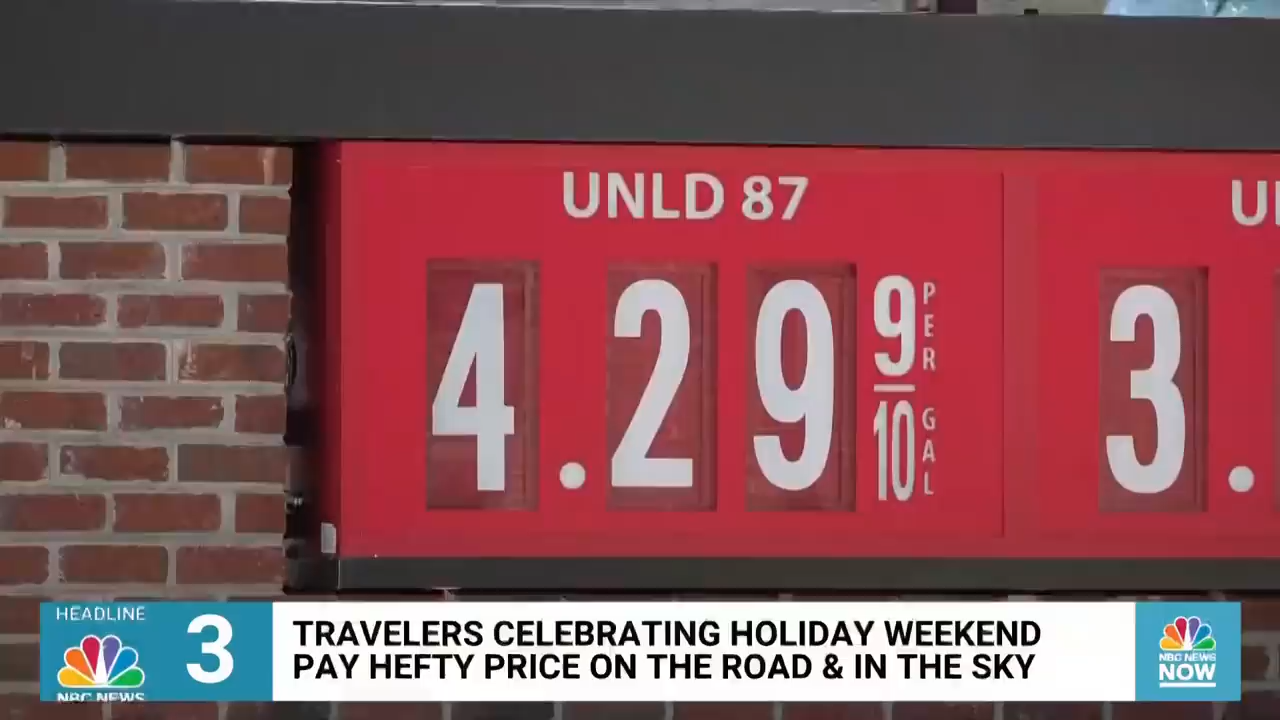 UNLD 87
4.29 9/10
PER GAL
3.
HEADLINE
3
NBC NEWS
TRAVELERS CELEBRATING HOLIDAY WEEKEND
PAY HEFTY PRICE ON THE ROAD & IN THE SKY
NBC NEWS
NOW